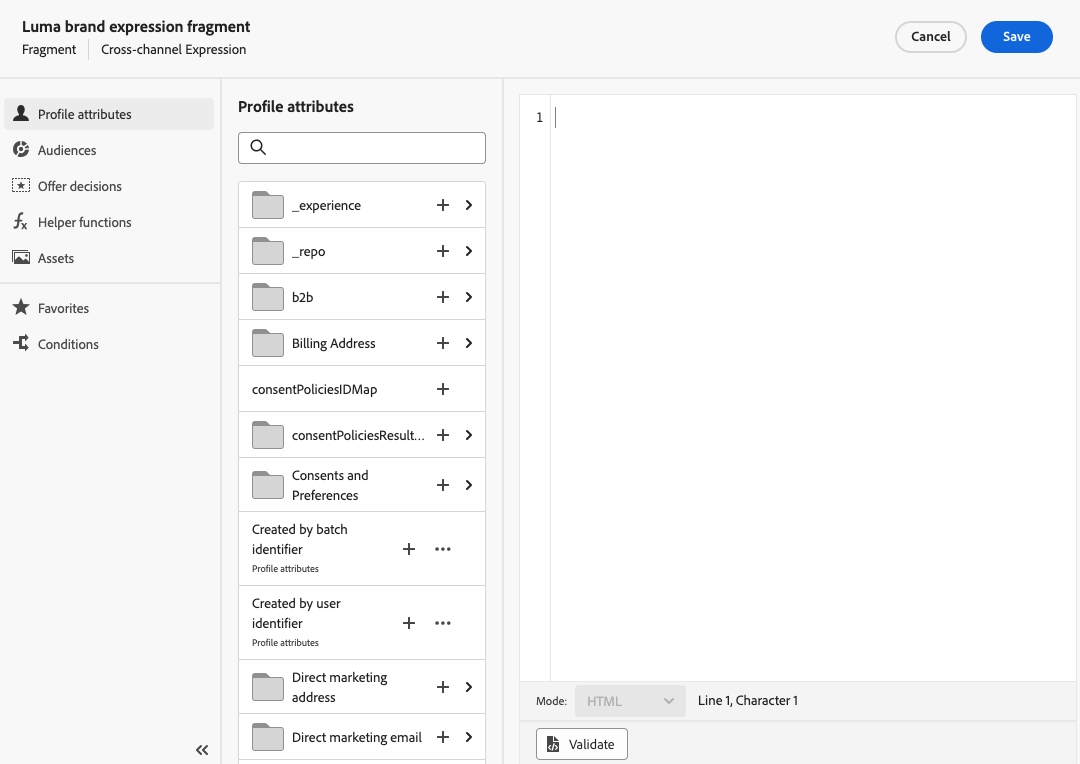 Luma brand expression fragment
Fragment
Cross-channel Expression
Cancel
Save
Profile attributes
Audiences
Offer decisions
Helper functions
Assets
Favorites
Conditions
Profile attributes
_experience
_repo
b2b
Billing Address
consentPoliciesIDMap
consentPoliciesResult...
Consents and
Preferences
Created by batch
identifier
Profile attributes
Created by user
identifier
Profile attributes
Direct marketing
address
Direct marketing email
1
Mode:
HTML
Line 1, Character 1
Validate